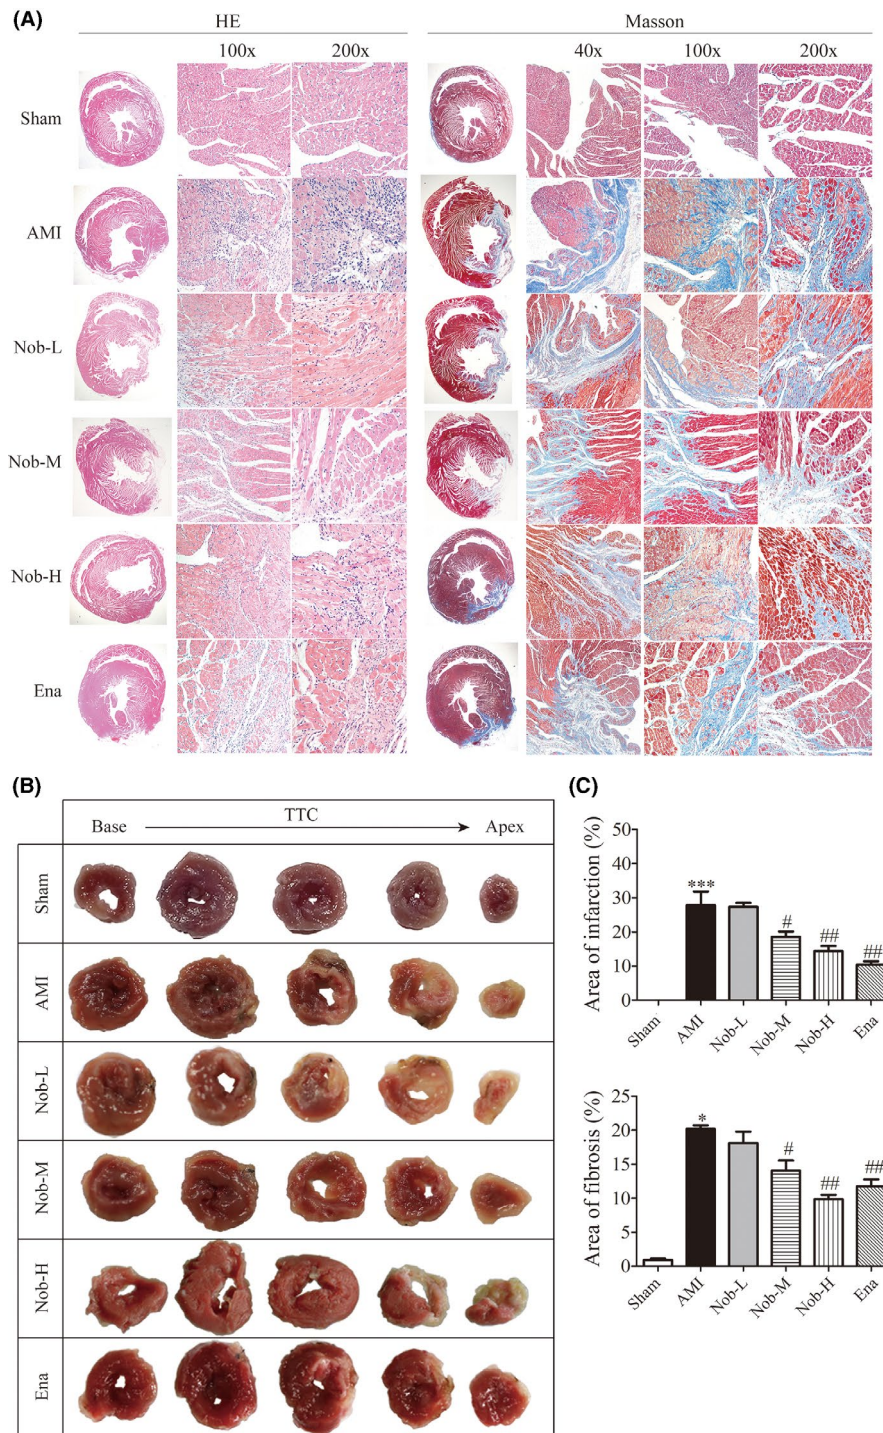 (A)
HE
Masson
100x 200x 40x 100x 200x
Sham
AMI
Nob-L
Nob-M
Nob-H
Ena
(B)
TTC
Base Apex
Sham
AMI
Nob-L
Nob-M
Nob-H
Ena
(C)
Area of infarction (%)
50
40
30
20
10
0
***
#
##
##
Sham AMI Nob-L Nob-M Nob-H Ena
Area of fibrosis (%)
25
20
15
10
5
0
*
#
##
##
Sham AMI Nob-L Nob-M Nob-H Ena